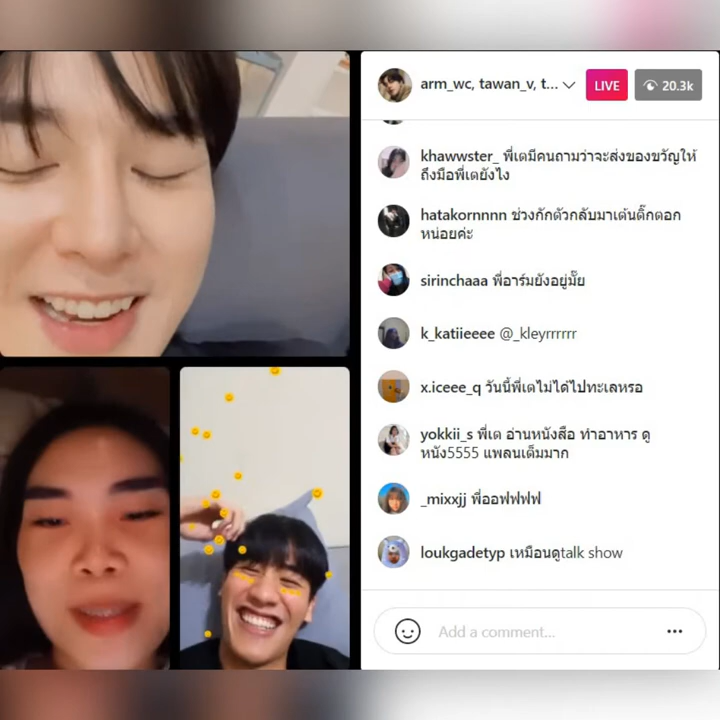 arm_wc, tawan_v, t...
LIVE
20.3k
khawwster_ พี่เตมีคนถามว่าจะส่งของขวัญให้
ถึงมือพี่เตยังไง
hatakornnnn ช่วงกักตัวกลับมาเต้นติ๊กตอก
หน่อยค่ะ
sirinchaaa พี่อาร์มยังอยู่มั๊ย
k_katiieeee @_kleyrrrrrr
x.iceee_q วันนี้พี่เตไม่ได้ไปทะเลหรอ
yokkii_s พี่เต อ่านหนังสือ ทำอาหาร ดู
หนัง5555 แพลนเต็มมาก
_mixxjj พี่ออฟฟฟฟ
loukgadetyp เหมือนดูtalk show
Add a comment...